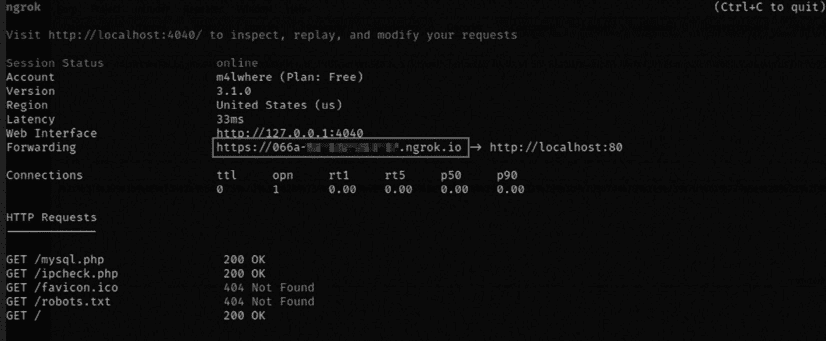 ngrok (Ctrl+C to quit)
Visit http://localhost:4040/ to inspect, replay, and modify your requests
Session Status online
Account m4lwhere (Plan: Free)
Version 3.1.0
Region United States (us)
Latency 33ms
Web Interface http://127.0.0.1:4040
Forwarding https://066a- .ngrok.io → http://localhost:80
Connections ttl opn rt1 rt5 p50 p90
0 1 0.00 0.00 0.00 0.00
HTTP Requests
-------------
GET /mysql.php 200 OK
GET /ipcheck.php 200 OK
GET /favicon.ico 404 Not Found
GET /robots.txt 404 Not Found
GET / 200 OK